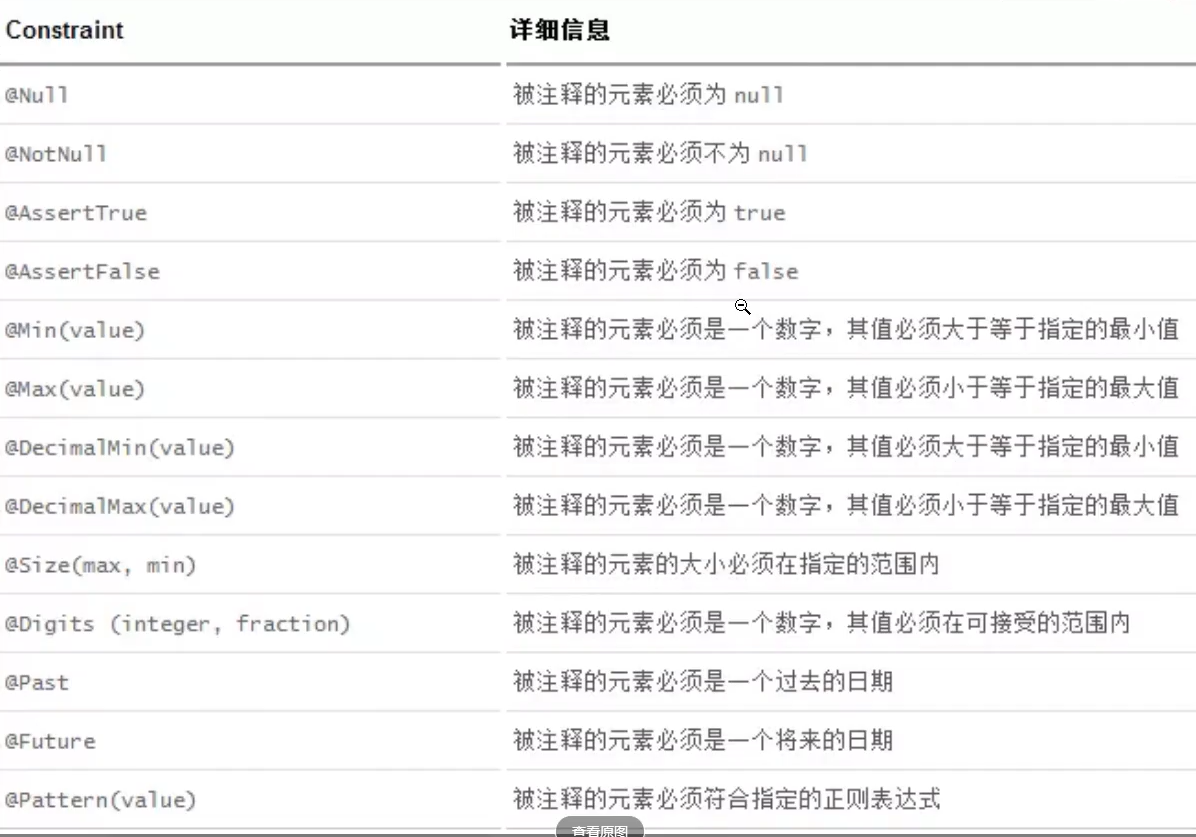 Constraint 详细信息
@Null 被注释的元素必须为 null
@NotNull 被注释的元素必须不为 null
@AssertTrue 被注释的元素必须为 true
@AssertFalse 被注释的元素必须为 false
@Min(value) 被注释的元素必须是一个数字，其值必须大于等于指定的最小值
@Max(value) 被注释的元素必须是一个数字，其值必须小于等于指定的最大值
@DecimalMin(value) 被注释的元素必须是一个数字，其值必须大于等于指定的最小值
@DecimalMax(value) 被注释的元素必须是一个数字，其值必须小于等于指定的最大值
@Size(max, min) 被注释的元素的大小必须在指定的范围内
@Digits (integer, fraction) 被注释的元素必须是一个数字，其值必须在可接受的范围内
@Past 被注释的元素必须是一个过去的日期
@Future 被注释的元素必须是一个将来的日期
@Pattern(value) 被注释的元素必须符合指定的正则表达式
查看原图